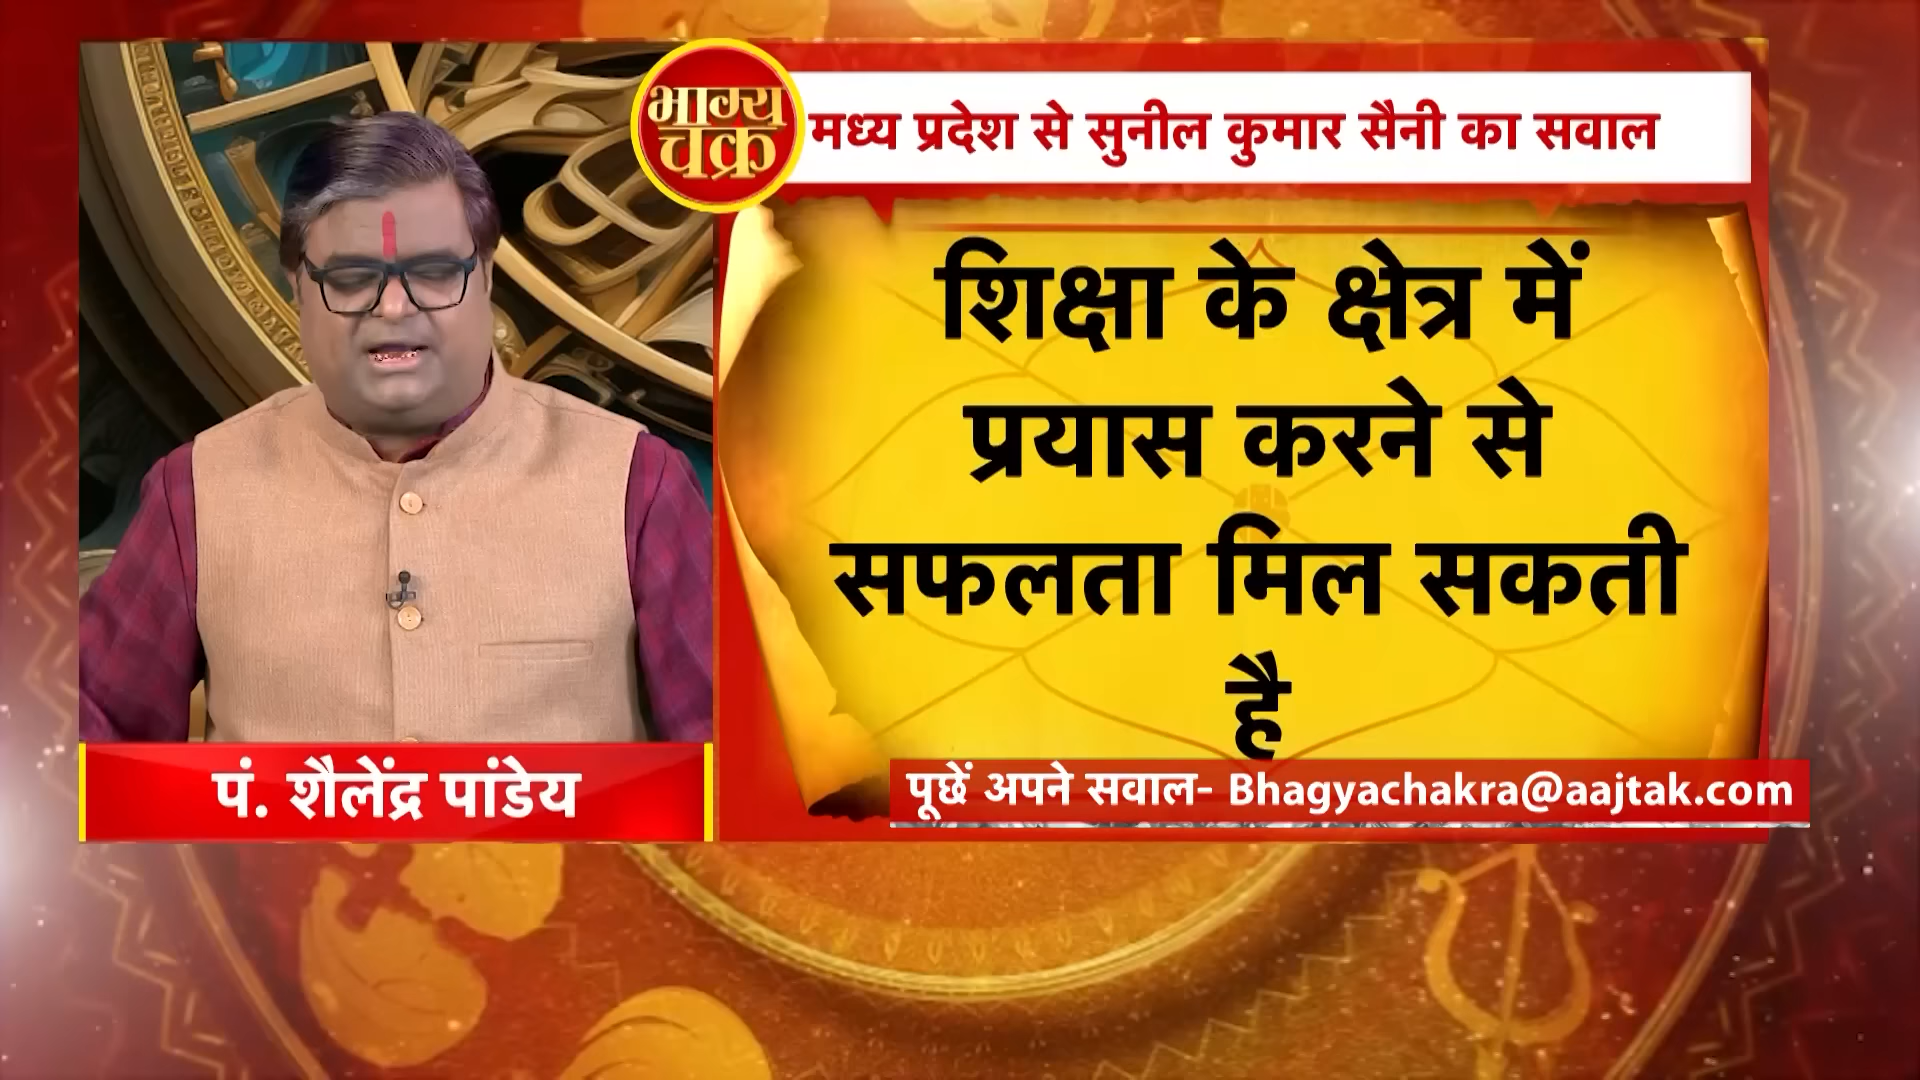 भाग्य
चक्र
मध्य प्रदेश से सुनील कुमार सैनी का सवाल
शिक्षा के क्षेत्र में
प्रयास करने से
सफलता मिल सकती
है
पं. शैलेंद्र पांडेय
पूछें अपने सवाल- Bhagyachakra@aajtak.com